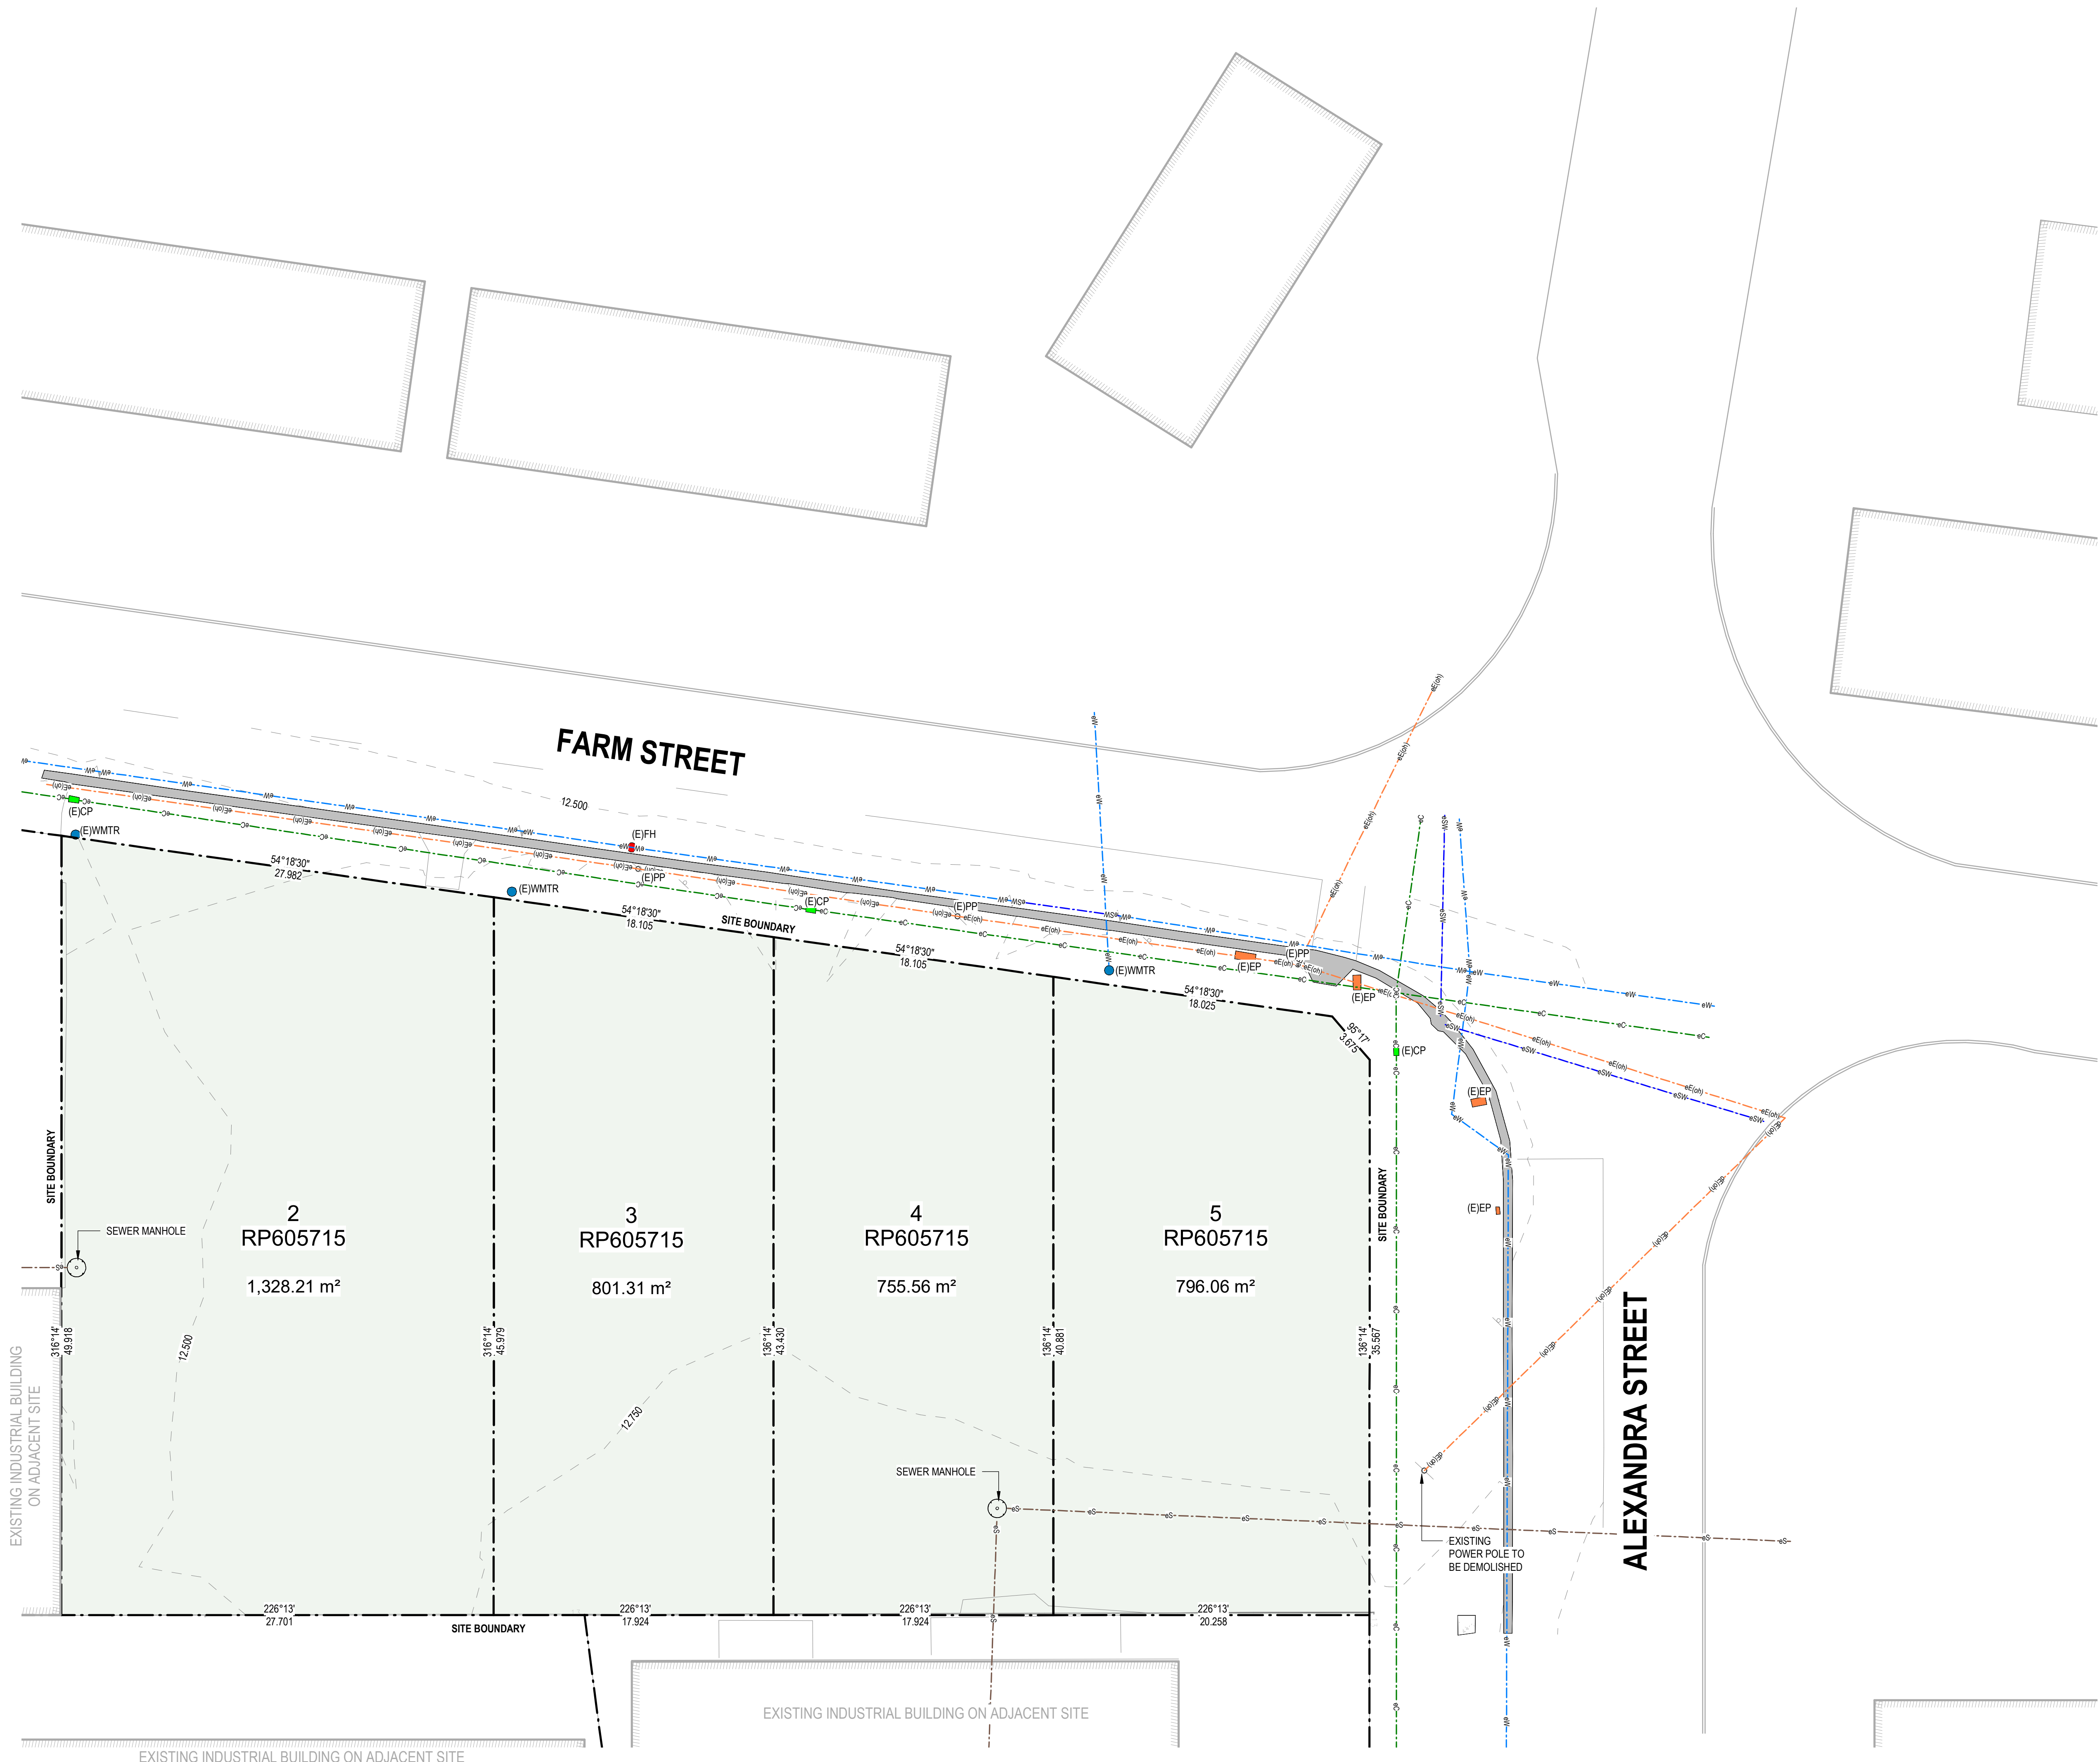 FARM STREET
12.500
(E)CP
(E)WMTR
(E)FH
(E)PP
(E)WMTR
54°18'30"
27.982
54°18'30"
18.105
SITE BOUNDARY
(E)CP
(E)PP
54°18'30"
18.105
(E)WMTR
(E)EP
(E)PP
(E)EP
54°18'30"
18.025
95°17'
3.675
(E)CP
(E)EP
(E)EP
eW
eC
eE(oh)
eSW
eS
SITE BOUNDARY
SEWER MANHOLE
2
RP605715
1,328.21 m²
3
RP605715
801.31 m²
4
RP605715
755.56 m²
5
RP605715
796.06 m²
SITE BOUNDARY
316°14'
49.918
12.500
316°14'
45.979
12.750
136°14'
43.430
136°14'
40.881
136°14'
35.567
ALEXANDRA STREET
EXISTING INDUSTRIAL BUILDING
ON ADJACENT SITE
SEWER MANHOLE
EXISTING
POWER POLE TO
BE DEMOLISHED
226°13'
27.701
SITE BOUNDARY
226°13'
17.924
226°13'
17.924
226°13'
20.258
EXISTING INDUSTRIAL BUILDING ON ADJACENT SITE
EXISTING INDUSTRIAL BUILDING ON ADJACENT SITE